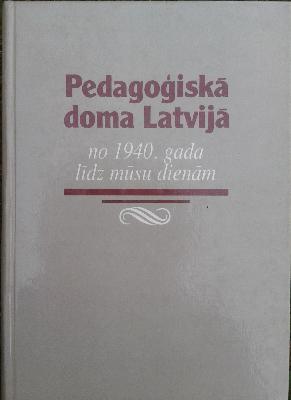 Pedagoģiskā
doma Latvijā
no 1940. gada
līdz mūsu dienām